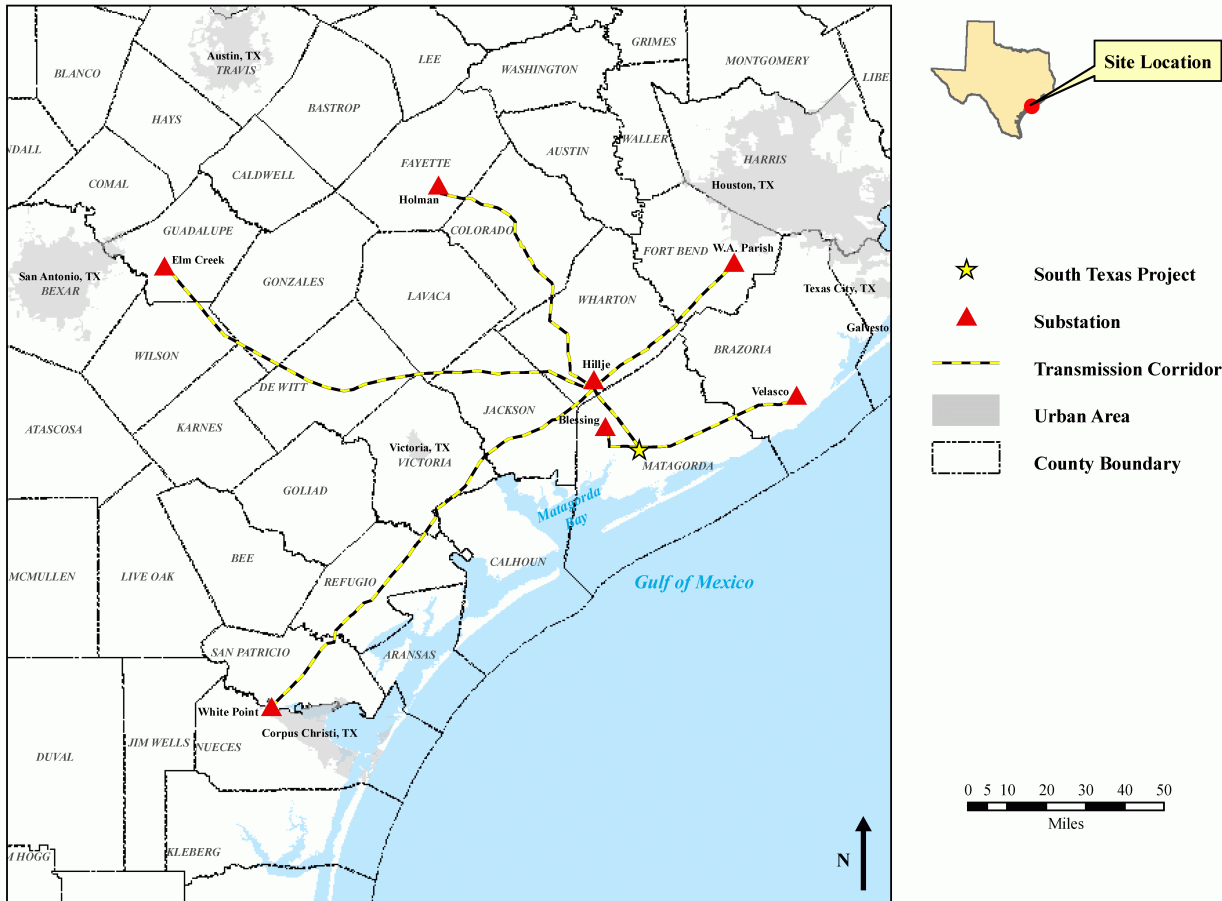 GRIMES
MONTGOMERY
LIBE
Austin, TX
TRAVIS
LEE
WASHINGTON
BLANCO
BASTROP
HAYS
WALLER
AUSTIN
NDALL
FAYETTE
HARRIS
COMAL
CALDWELL
Houston, TX
Holman
COLORADO
GUADALUPE
FORT BEND
W.A. Parish
Elm Creek
San Antonio, TX
BEXAR
GONZALES
LAVACA
WHARTON
Texas City, TX
Galvesto
WILSON
BRAZORIA
Hillje
DE WITT
Velasco
JACKSON
Blessing
ATASCOSA
KARNES
Victoria, TX
VICTORIA
MATAGORDA
GOLIAD
Matagorda
Bay
BEE
CALHOUN
MCMULLEN
LIVE OAK
REFUGIO
Gulf of Mexico
SAN PATRICIO
ARANSAS
White Point
Corpus Christi, TX
DUVAL
JIM WELLS
NUECES
M HOGG
KLEBERG
N
Site Location
South Texas Project
Substation
Transmission Corridor
Urban Area
County Boundary
0 5 10 20 30 40 50
Miles